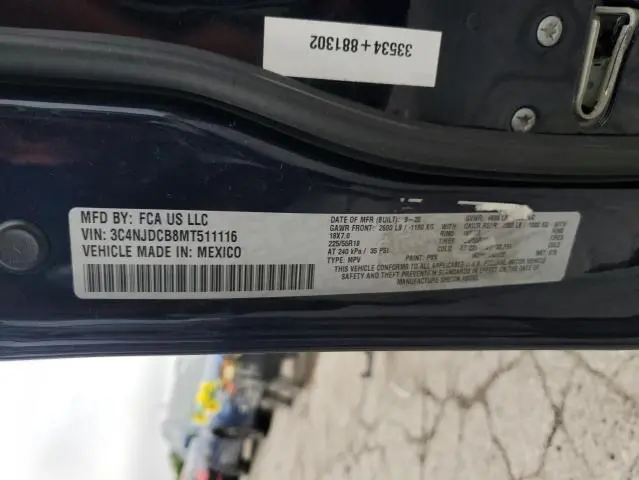 33534+881302
MFD BY: FCA US LLC
VIN: 3C4NJDCB8MT511116
VEHICLE MADE IN: MEXICO
DATE OF MFR (BUILT): 9-20
GAWR FRONT: 2600 LB / 1180 KG
18X7.0
225/55R18
AT 240 kPa / 35 PSI
TYPE: MPV
THIS VEHICLE CONFORMS TO ALL APPLICABLE U.S.A. FEDERAL MOTOR VEHICLE
SAFETY AND THEFT PREVENTION STANDARDS IN EFFECT ON THE DATE OF
MANUFACTURE SHOWN ABOVE.